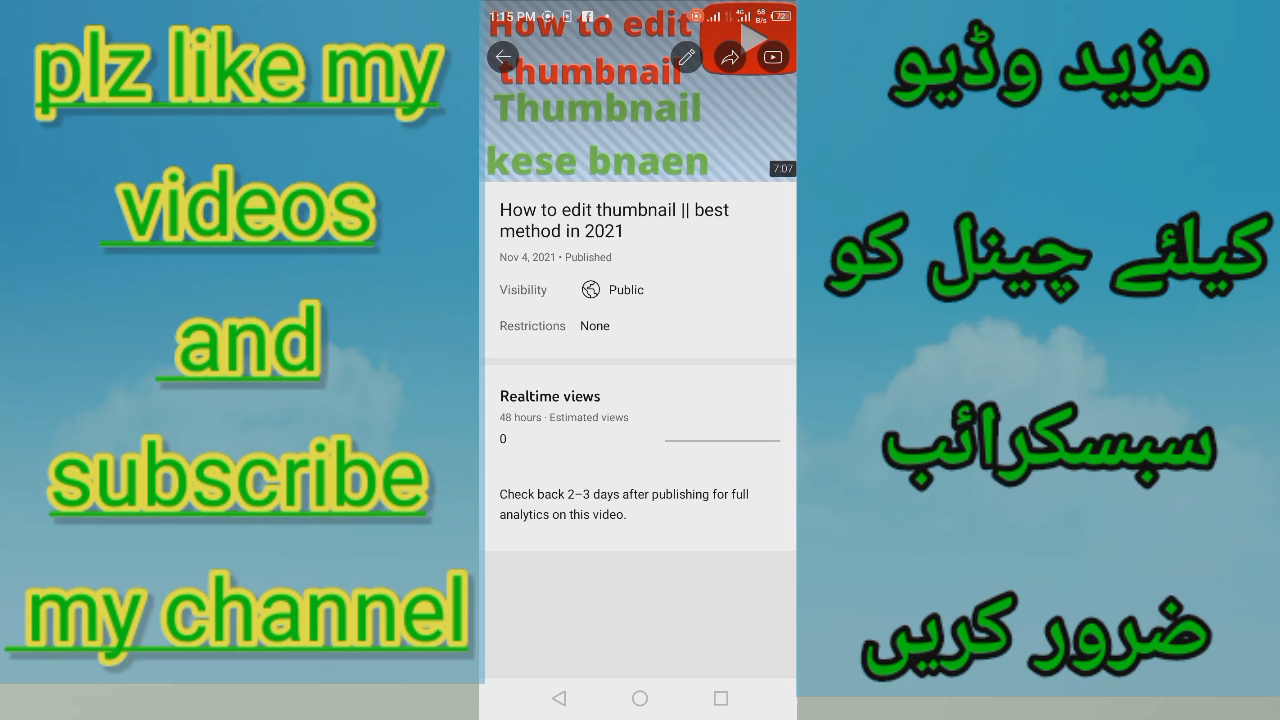 plz like my
videos
and
subscribe
my channel
1:15 PM
4G
68
B/s
72
How to edit
thumbnail
Thumbnail
kese bnaen
7:07
How to edit thumbnail || best
method in 2021
Nov 4, 2021 • Published
Visibility Public
Restrictions None
Realtime views
48 hours · Estimated views
0
Check back 2–3 days after publishing for full
analytics on this video.
مزید وڈیو
کیلئے چینل کو
سبسکرائب
ضرور کریں